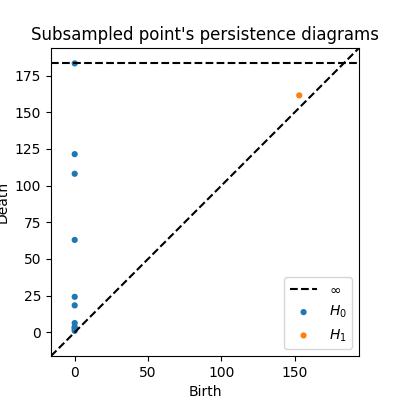 Subsampled point's persistence diagrams
175
150
125
100
75
50
25
0
Death
0 50 100 150
Birth
∞
H₀
H₁